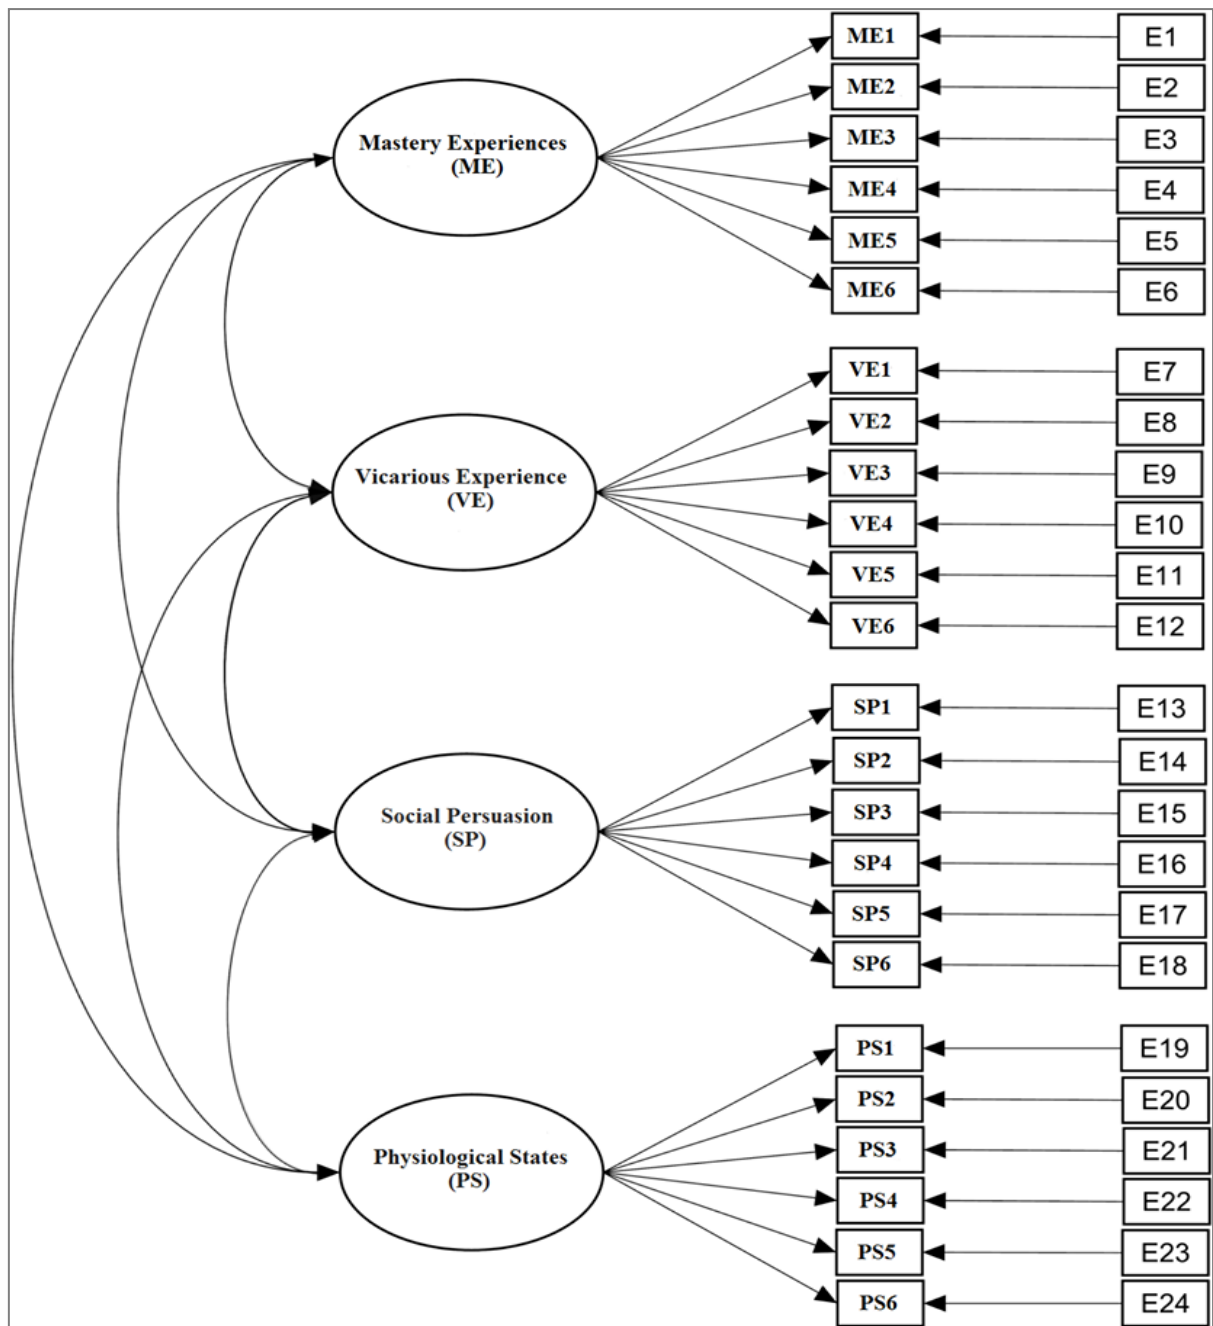 ME1 E1
ME2 E2
Mastery Experiences
(ME)
ME3 E3
ME4 E4
ME5 E5
ME6 E6
VE1 E7
VE2 E8
Vicarious Experience
(VE)
VE3 E9
VE4 E10
VE5 E11
VE6 E12
SP1 E13
SP2 E14
Social Persuasion
(SP)
SP3 E15
SP4 E16
SP5 E17
SP6 E18
PS1 E19
PS2 E20
Physiological States
(PS)
PS3 E21
PS4 E22
PS5 E23
PS6 E24